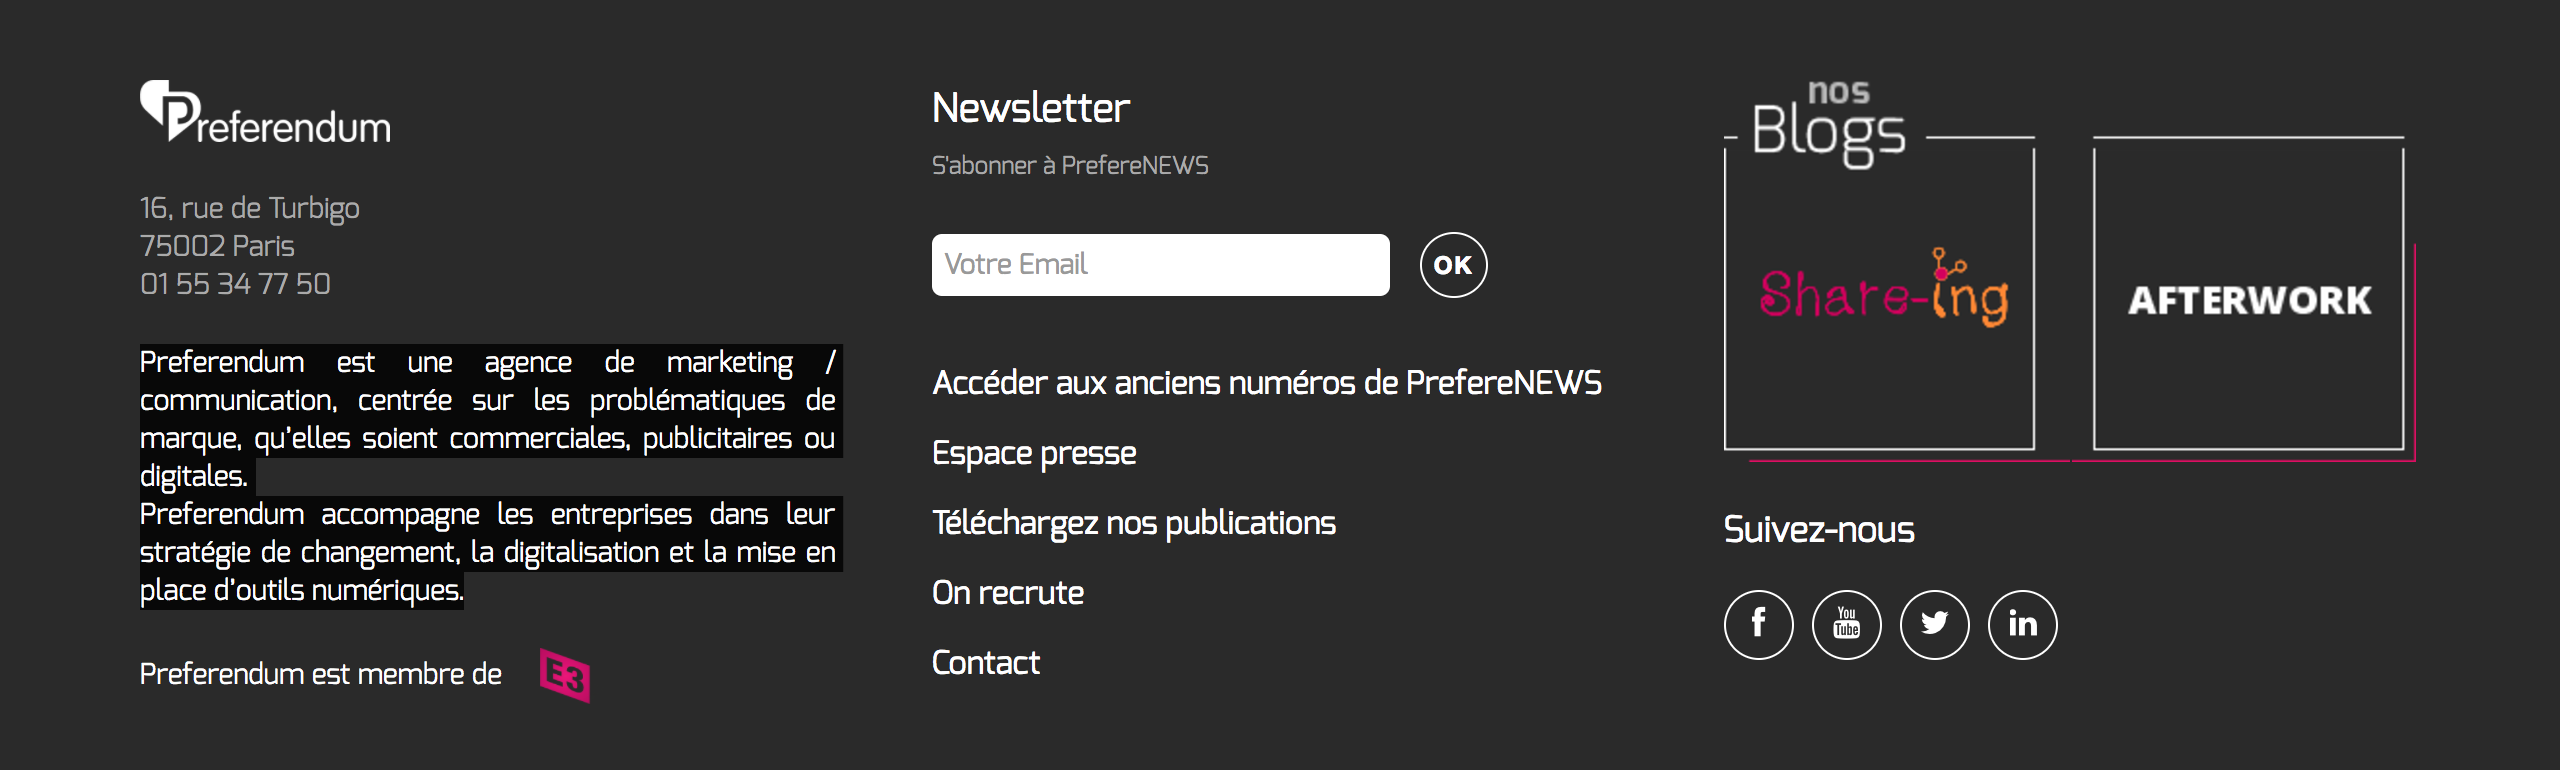 Preferendum
16, rue de Turbigo
75002 Paris
01 55 34 77 50
Preferendum est une agence de marketing /
communication, centrée sur les problématiques de
marque, qu’elles soient commerciales, publicitaires ou
digitales.
Preferendum accompagne les entreprises dans leur
stratégie de changement, la digitalisation et la mise en
place d’outils numériques.
Preferendum est membre de E3
Newsletter
S'abonner à PrefereNEWS
Votre Email
OK
Accéder aux anciens numéros de PrefereNEWS
Espace presse
Téléchargez nos publications
On recrute
Contact
nos
Blogs
Share-ing
AFTERWORK
Suivez-nous
f
You
Tube
in